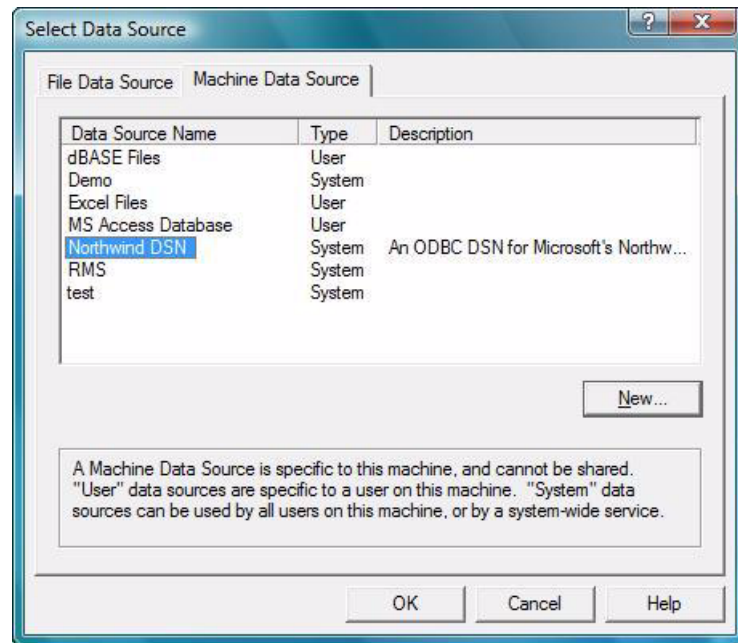 Select Data Source
? X
File Data Source Machine Data Source
Data Source Name Type Description
dBASE Files User
Demo System
Excel Files User
MS Access Database User
Northwind DSN System An ODBC DSN for Microsoft's Northw...
RMS System
test System
New...
A Machine Data Source is specific to this machine, and cannot be shared.
"User" data sources are specific to a user on this machine. "System" data
sources can be used by all users on this machine, or by a system-wide service.
OK Cancel Help